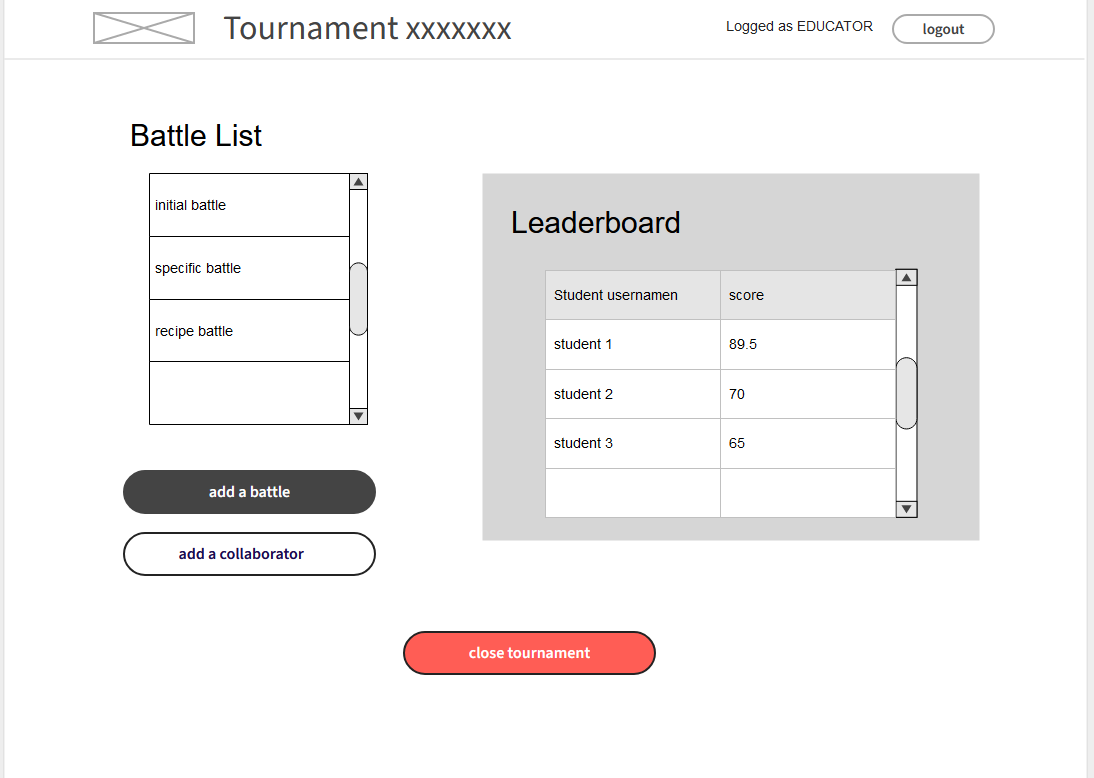 Tournament xxxxxxx
Logged as EDUCATOR
logout
Battle List
initial battle
specific battle
recipe battle
add a battle
add a collaborator
Leaderboard
Student usernamen score
student 1 89.5
student 2 70
student 3 65
close tournament